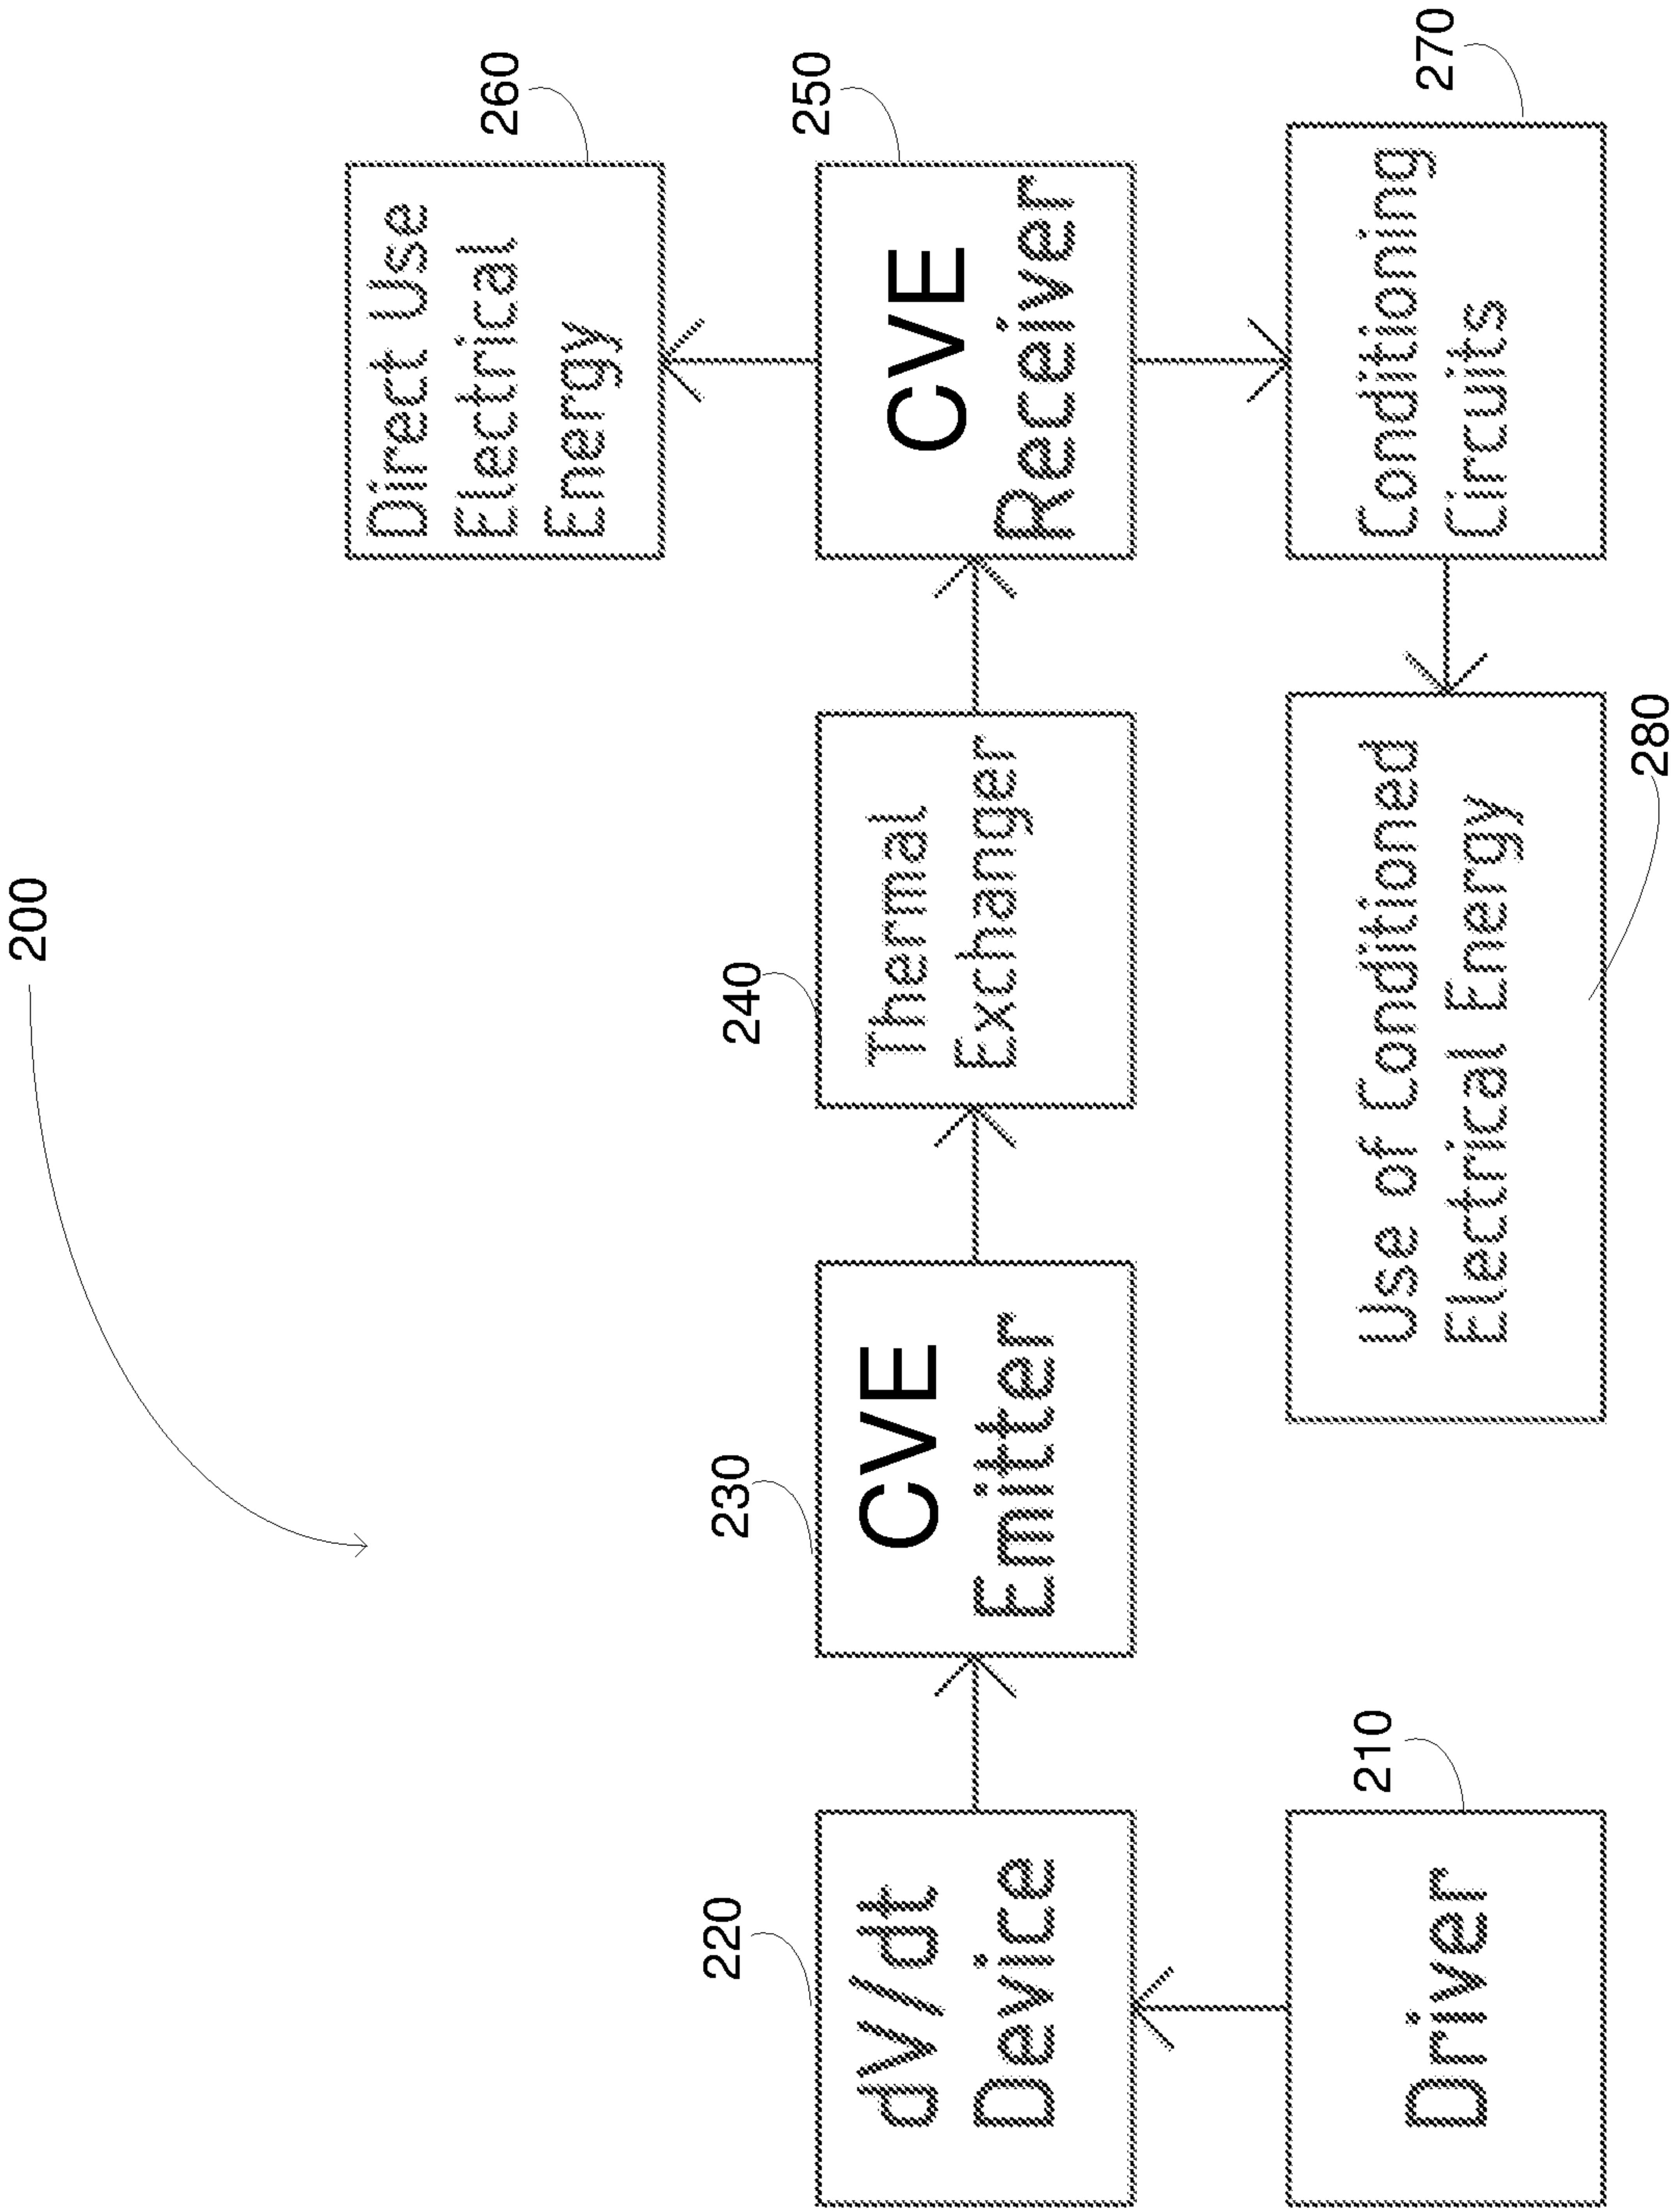 200
260
Direct Use
Electrical
Energy
220
dV/dt
Device
230
CVE
Emitter
240
Thermal
Exchanger
250
CVE
Receiver
210
Driver
280
Use of Conditioned
Electrical Energy
270
Conditioning
Circuits